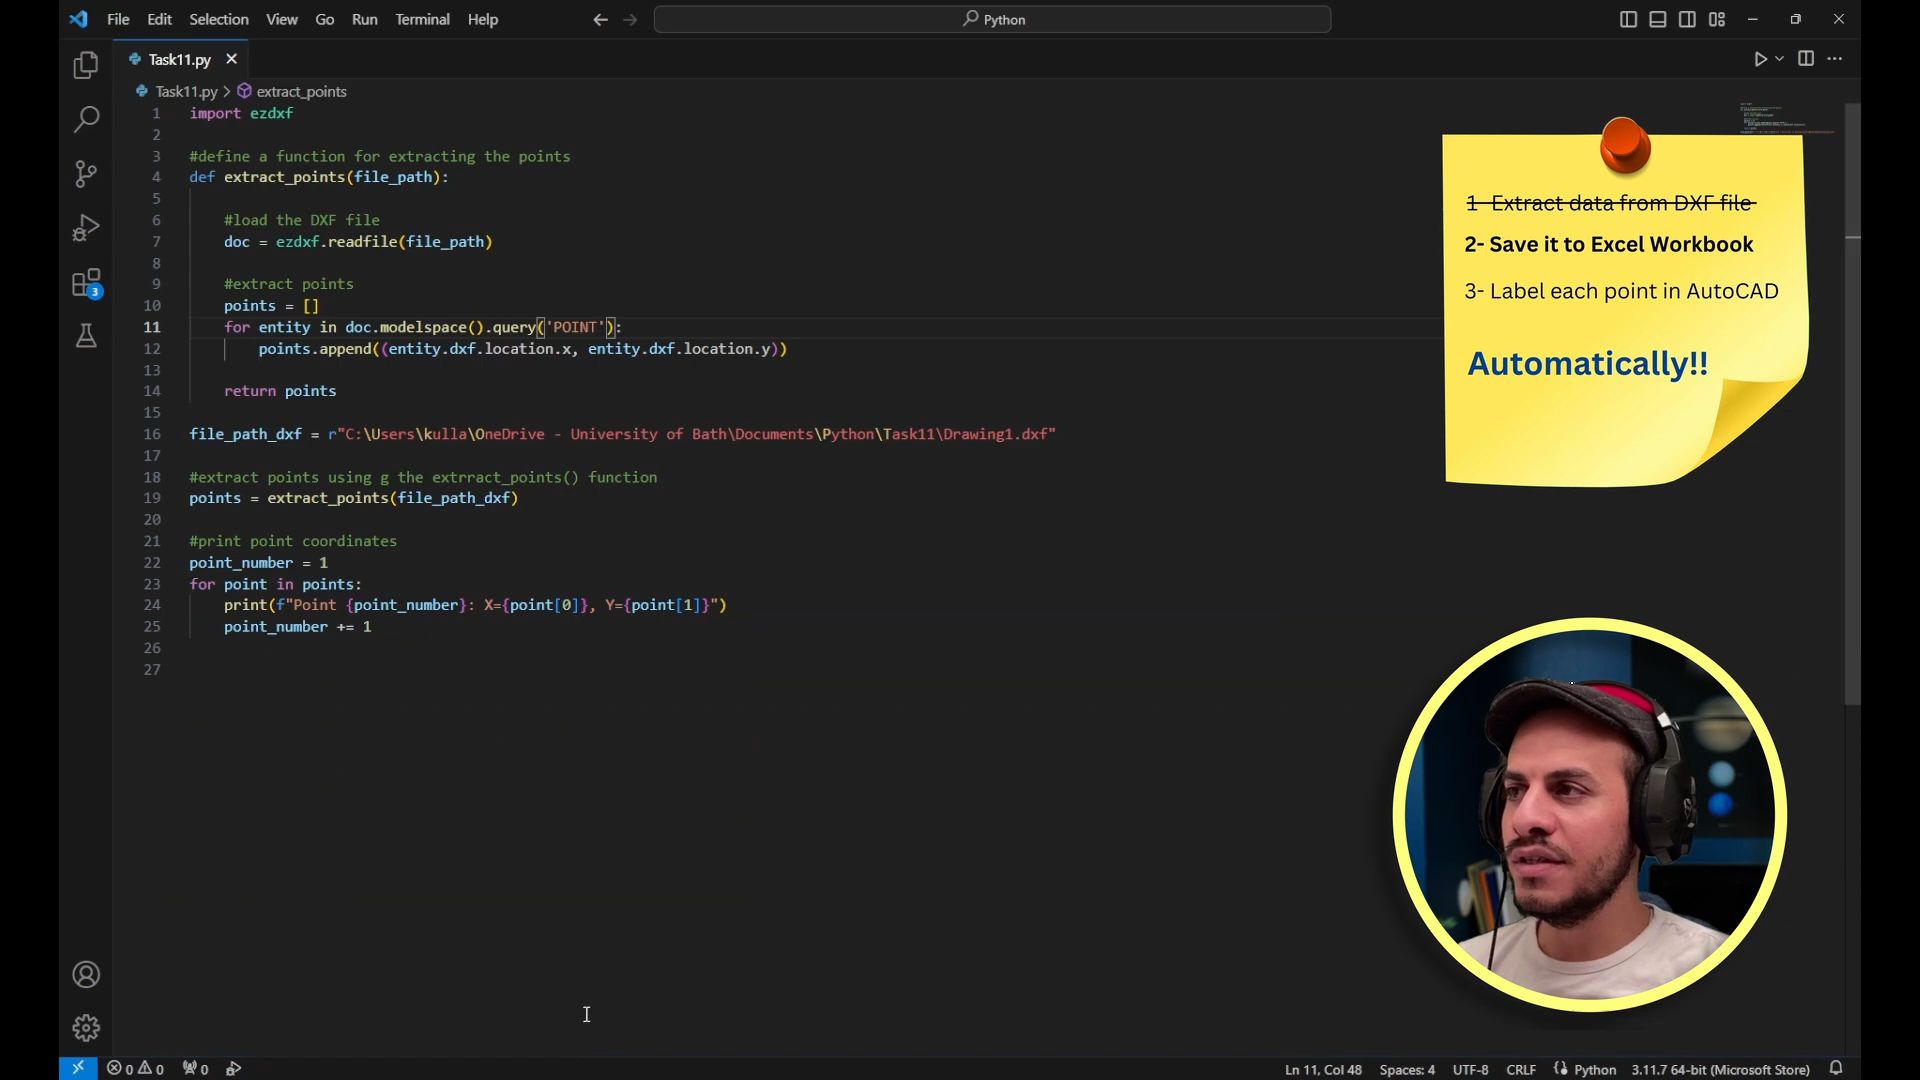 File Edit Selection View Go Run Terminal Help
Python
Task11.py
Task11.py > extract_points
1 import ezdxf
2
3 #define a function for extracting the points
4 def extract_points(file_path):
5
6 #load the DXF file
7 doc = ezdxf.readfile(file_path)
8
9 #extract points
10 points = []
11 for entity in doc.modelspace().query('POINT'):
12 points.append((entity.dxf.location.x, entity.dxf.location.y))
13
14 return points
15
16 file_path_dxf = r"C:\Users\kulla\OneDrive - University of Bath\Documents\Python\Task11\Drawing1.dxf"
17
18 #extract points using g the extrract_points() function
19 points = extract_points(file_path_dxf)
20
21 #print point coordinates
22 point_number = 1
23 for point in points:
24 print(f"Point {point_number}: X={point[0]}, Y={point[1]}")
25 point_number += 1
26
27
1- Extract data from DXF file
2- Save it to Excel Workbook
3- Label each point in AutoCAD
Automatically!!
3
0 0 0
Ln 11, Col 48 Spaces: 4 UTF-8 CRLF Python 3.11.7 64-bit (Microsoft Store)